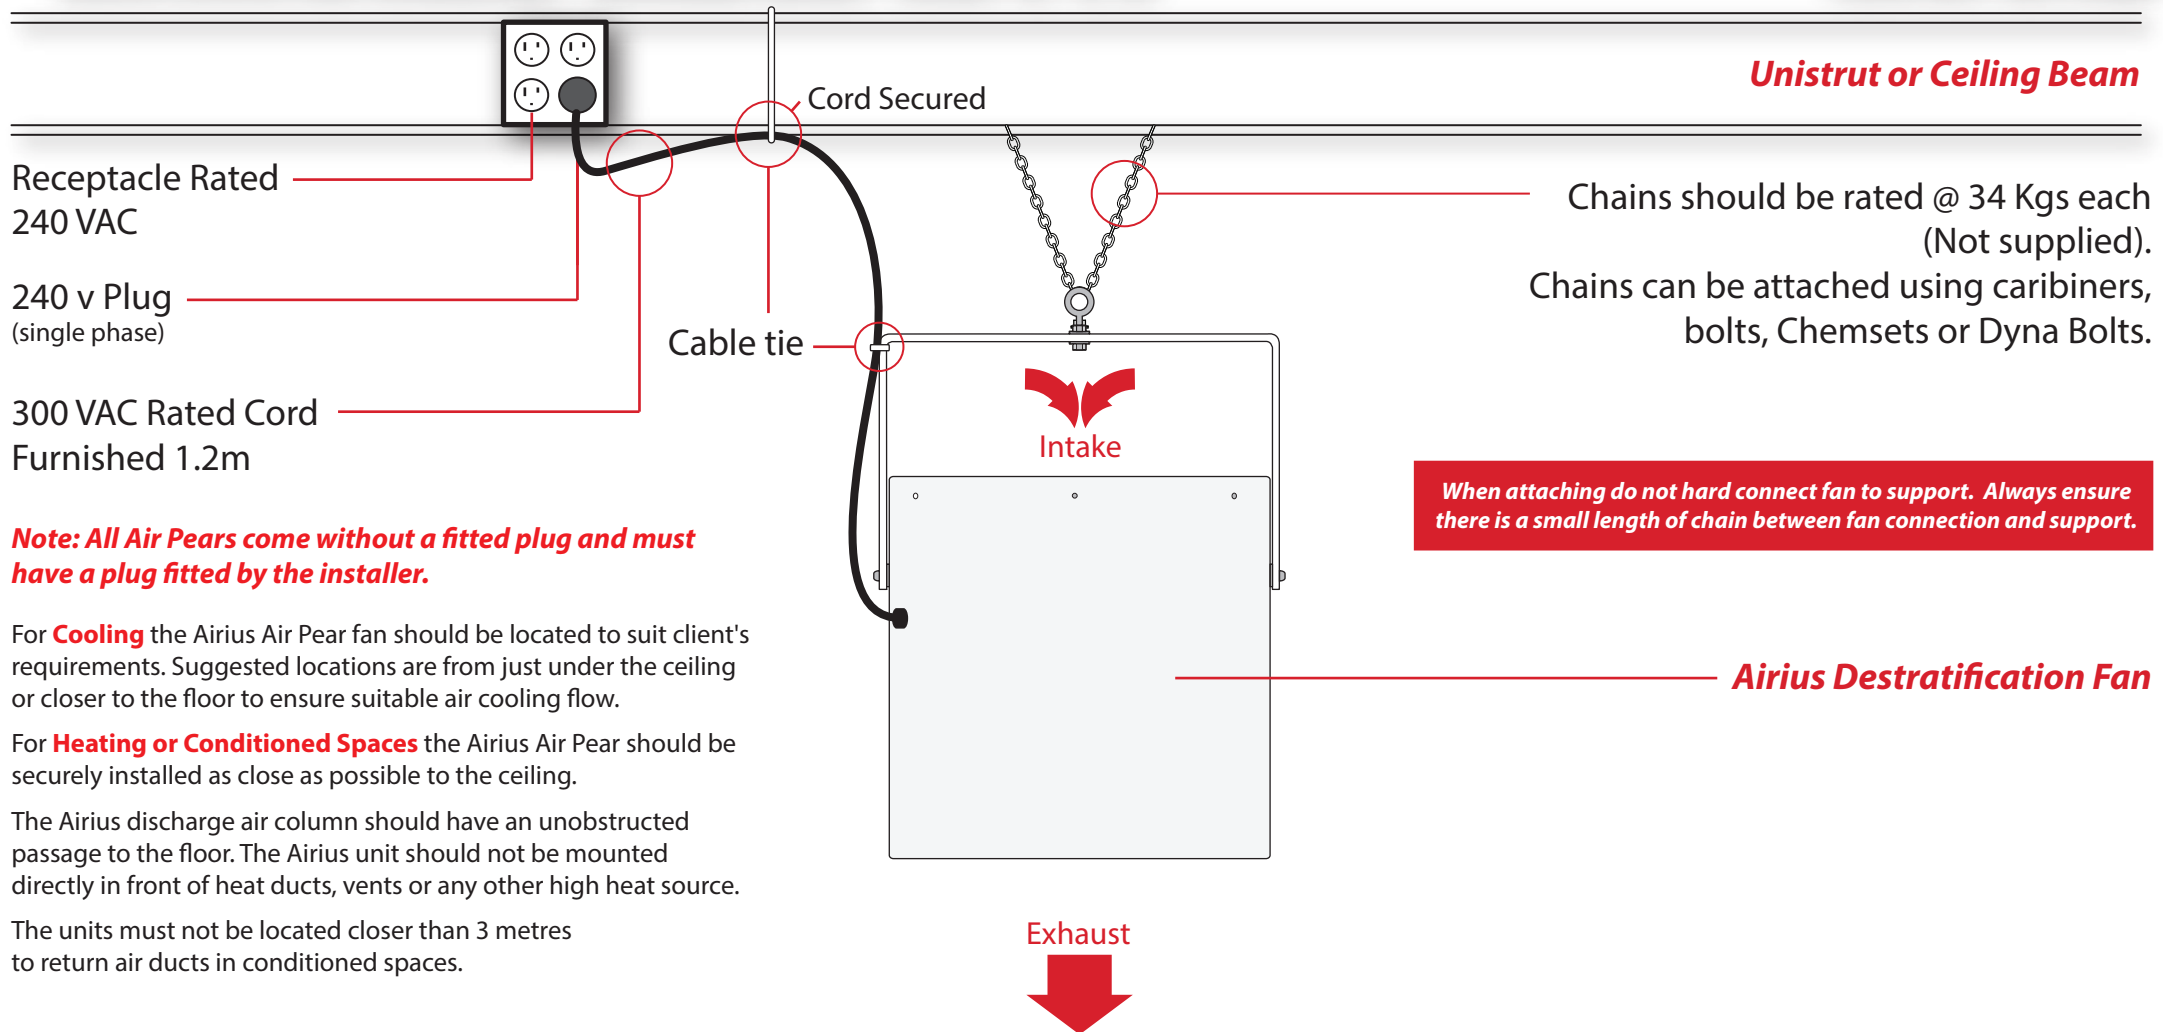 Unistrut or Ceiling Beam
Cord Secured
Receptacle Rated
240 VAC
240 v Plug
(single phase)
300 VAC Rated Cord
Furnished 1.2m
Cable tie
Chains should be rated @ 34 Kgs each
(Not supplied).
Chains can be attached using caribiners,
bolts, Chemsets or Dyna Bolts.
Intake
When attaching do not hard connect fan to support. Always ensure
there is a small length of chain between fan connection and support.
Note: All Air Pears come without a fitted plug and must
have a plug fitted by the installer.
For Cooling the Airius Air Pear fan should be located to suit client's
requirements. Suggested locations are from just under the ceiling
or closer to the floor to ensure suitable air cooling flow.
For Heating or Conditioned Spaces the Airius Air Pear should be
securely installed as close as possible to the ceiling.
The Airius discharge air column should have an unobstructed
passage to the floor. The Airius unit should not be mounted
directly in front of heat ducts, vents or any other high heat source.
The units must not be located closer than 3 metres
to return air ducts in conditioned spaces.
Airius Destratification Fan
Exhaust